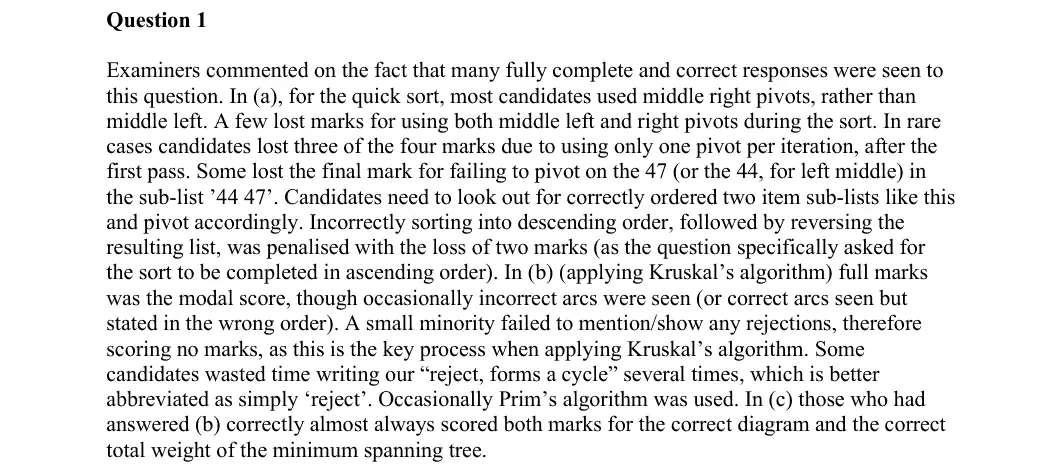 Question 1
Examiners commented on the fact that many fully complete and correct responses were seen to
this question. In (a), for the quick sort, most candidates used middle right pivots, rather than
middle left. A few lost marks for using both middle left and right pivots during the sort. In rare
cases candidates lost three of the four marks due to using only one pivot per iteration, after the
first pass. Some lost the final mark for failing to pivot on the 47 (or the 44, for left middle) in
the sub-list ’44 47’. Candidates need to look out for correctly ordered two item sub-lists like this
and pivot accordingly. Incorrectly sorting into descending order, followed by reversing the
resulting list, was penalised with the loss of two marks (as the question specifically asked for
the sort to be completed in ascending order). In (b) (applying Kruskal’s algorithm) full marks
was the modal score, though occasionally incorrect arcs were seen (or correct arcs seen but
stated in the wrong order). A small minority failed to mention/show any rejections, therefore
scoring no marks, as this is the key process when applying Kruskal’s algorithm. Some
candidates wasted time writing our “reject, forms a cycle” several times, which is better
abbreviated as simply ‘reject’. Occasionally Prim’s algorithm was used. In (c) those who had
answered (b) correctly almost always scored both marks for the correct diagram and the correct
total weight of the minimum spanning tree.